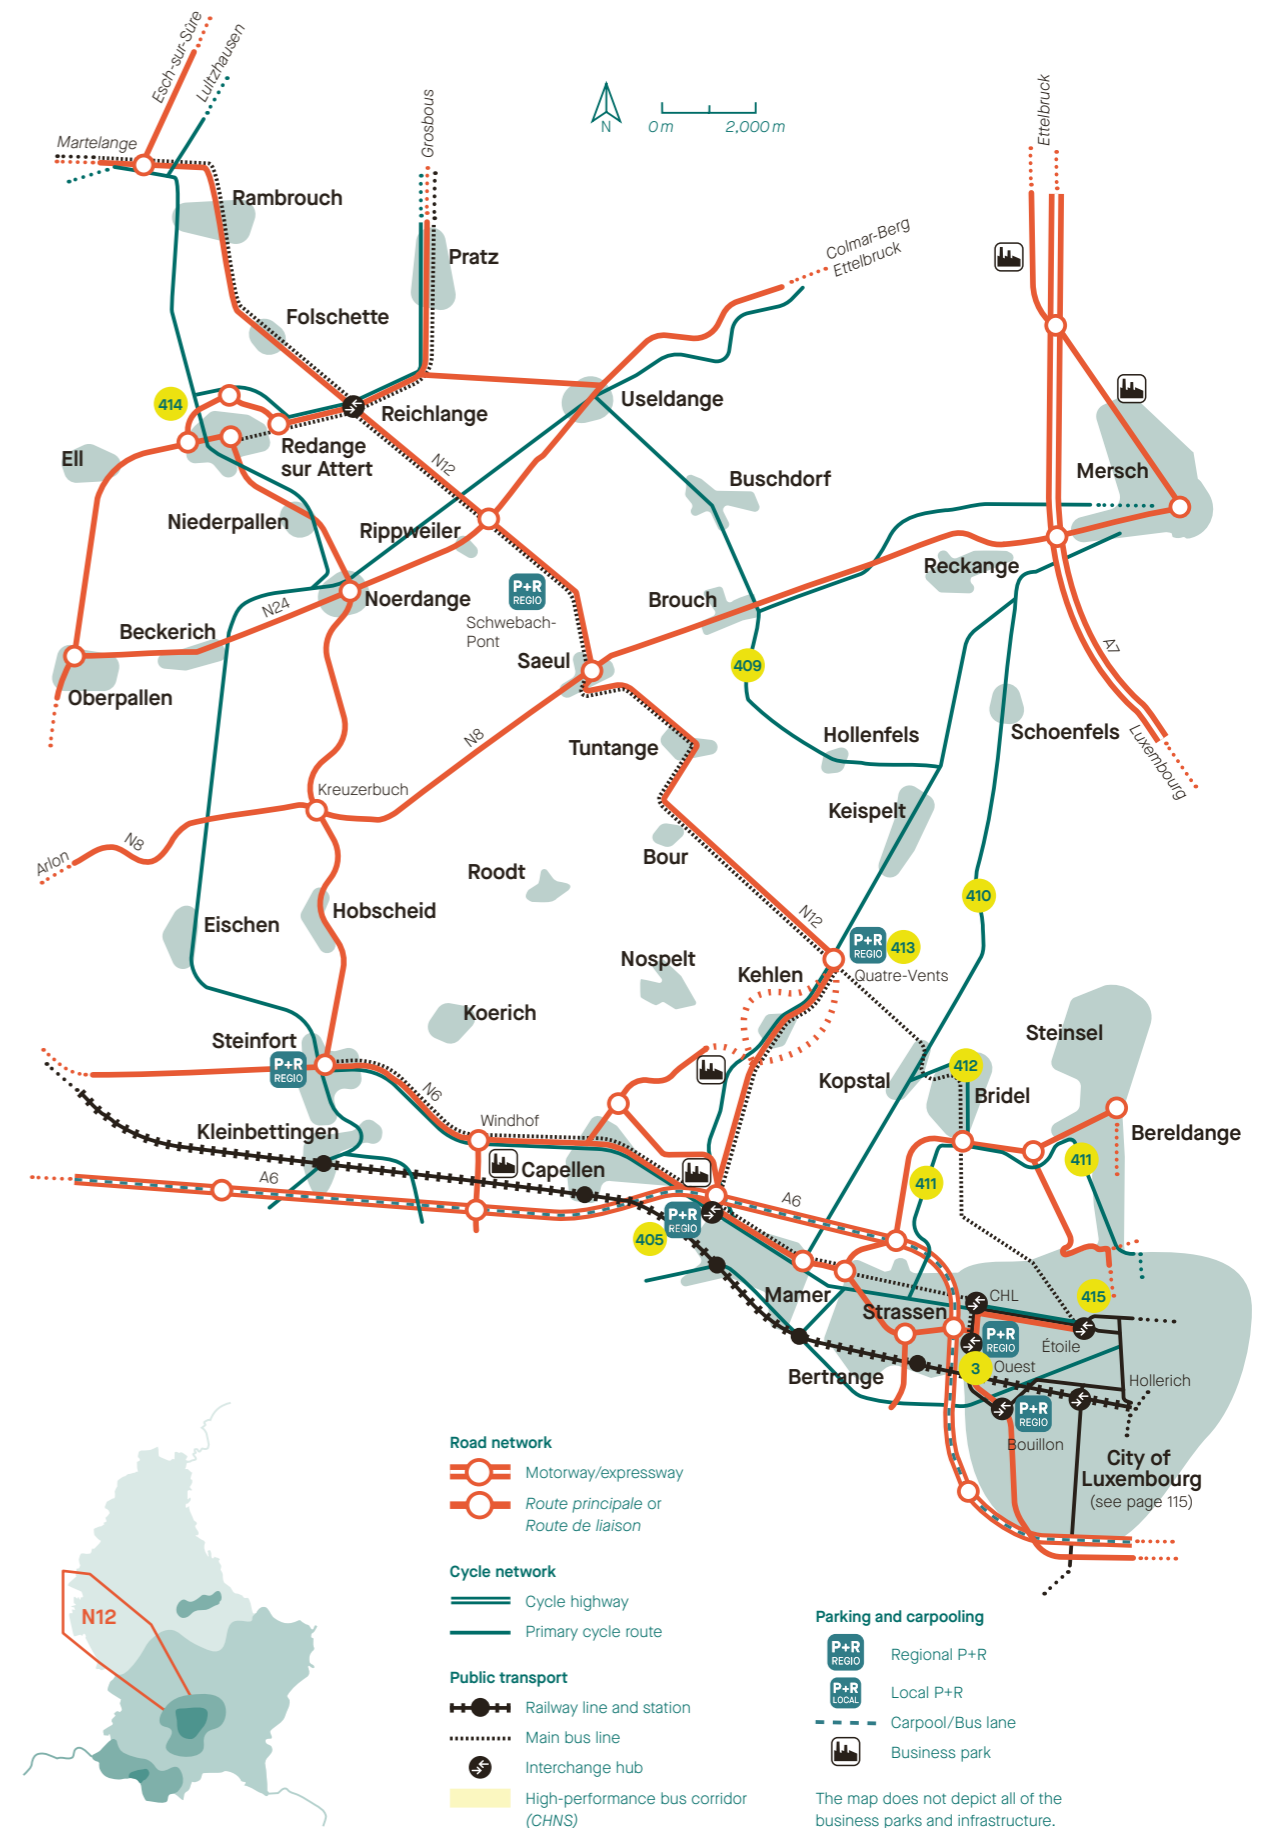 Esch-sur-Sûre
Lultzhausen
Martelange
Grosbous
N
0 m
2,000 m
Ettelbruck
Rambrouch
Pratz
Colmar-Berg
Ettelbruck
Folschette
414
Reichlange
Useldange
Redange
sur Attert
Ell
N12
Mersch
Buschdorf
Niederpallen
Rippweiler
Reckange
P+R
REGIO
Schwebach-
Pont
Noerdange
Brouch
N24
Beckerich
A7
Saeul
409
Oberpallen
Hollenfels
Schoenfels
Luxembourg
Tuntange
N8
Kreuzerbuch
Keispelt
N8
Arlon
Bour
Roodt
410
Hobscheid
Eischen
N12
P+R
REGIO
413
Quatre-Vents
Nospelt
Kehlen
Koerich
Steinsel
Steinfort
P+R
REGIO
Kopstal
412
Bridel
N6
Windhof
Bereldange
Kleinbettingen
Capellen
411
411
A6
A6
P+R
REGIO
405
Mamer
CHL
415
Strassen
P+R
REGIO
Étoile
Ouest
3
Bertrange
Hollerich
P+R
REGIO
Bouillon
City of
Luxembourg
(see page 115)
N12
Road network
Motorway/expressway
Route principale or
Route de liaison
Cycle network
Cycle highway
Primary cycle route
Public transport
Railway line and station
Main bus line
Interchange hub
High-performance bus corridor
(CHNS)
Parking and carpooling
P+R
REGIO
Regional P+R
P+R
LOCAL
Local P+R
Carpool/Bus lane
Business park
The map does not depict all of the
business parks and infrastructure.